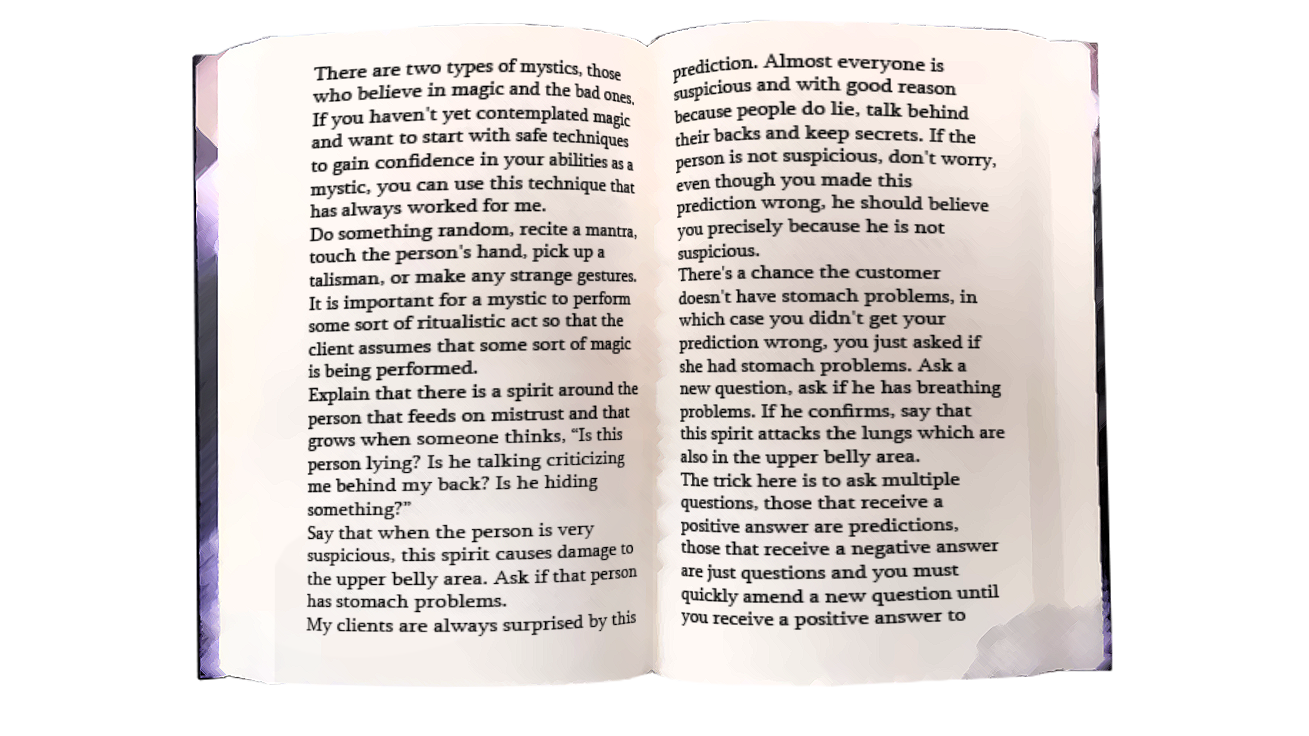 There are two types of mystics, those
who believe in magic and the bad ones.
If you haven't yet contemplated magic
and want to start with safe techniques
to gain confidence in your abilities as a
mystic, you can use this technique that
has always worked for me.
Do something random, recite a mantra,
touch the person's hand, pick up a
talisman, or make any strange gestures.
It is important for a mystic to perform
some sort of ritualistic act so that the
client assumes that some sort of magic
is being performed.
Explain that there is a spirit around the
person that feeds on mistrust and that
grows when someone thinks, “Is this
person lying? Is he talking criticizing
me behind my back? Is he hiding
something?”
Say that when the person is very
suspicious, this spirit causes damage to
the upper belly area. Ask if that person
has stomach problems.
My clients are always surprised by this
prediction. Almost everyone is
suspicious and with good reason
because people do lie, talk behind
their backs and keep secrets. If the
person is not suspicious, don't worry,
even though you made this
prediction wrong, he should believe
you precisely because he is not
suspicious.
There's a chance the customer
doesn't have stomach problems, in
which case you didn't get your
prediction wrong, you just asked if
she had stomach problems. Ask a
new question, ask if he has breathing
problems. If he confirms, say that
this spirit attacks the lungs which are
also in the upper belly area.
The trick here is to ask multiple
questions, those that receive a
positive answer are predictions,
those that receive a negative answer
are just questions and you must
quickly amend a new question until
you receive a positive answer to